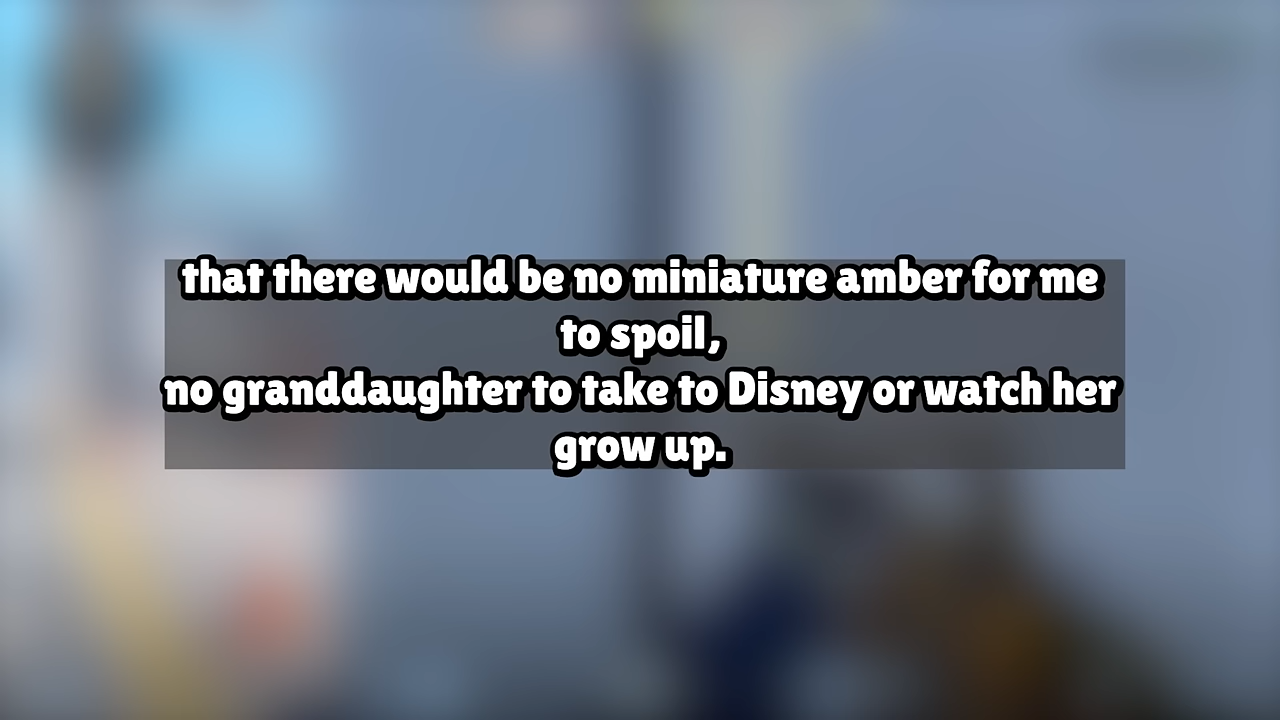 that there would be no miniature amber for me
to spoil,
no granddaughter to take to Disney or watch her
grow up.